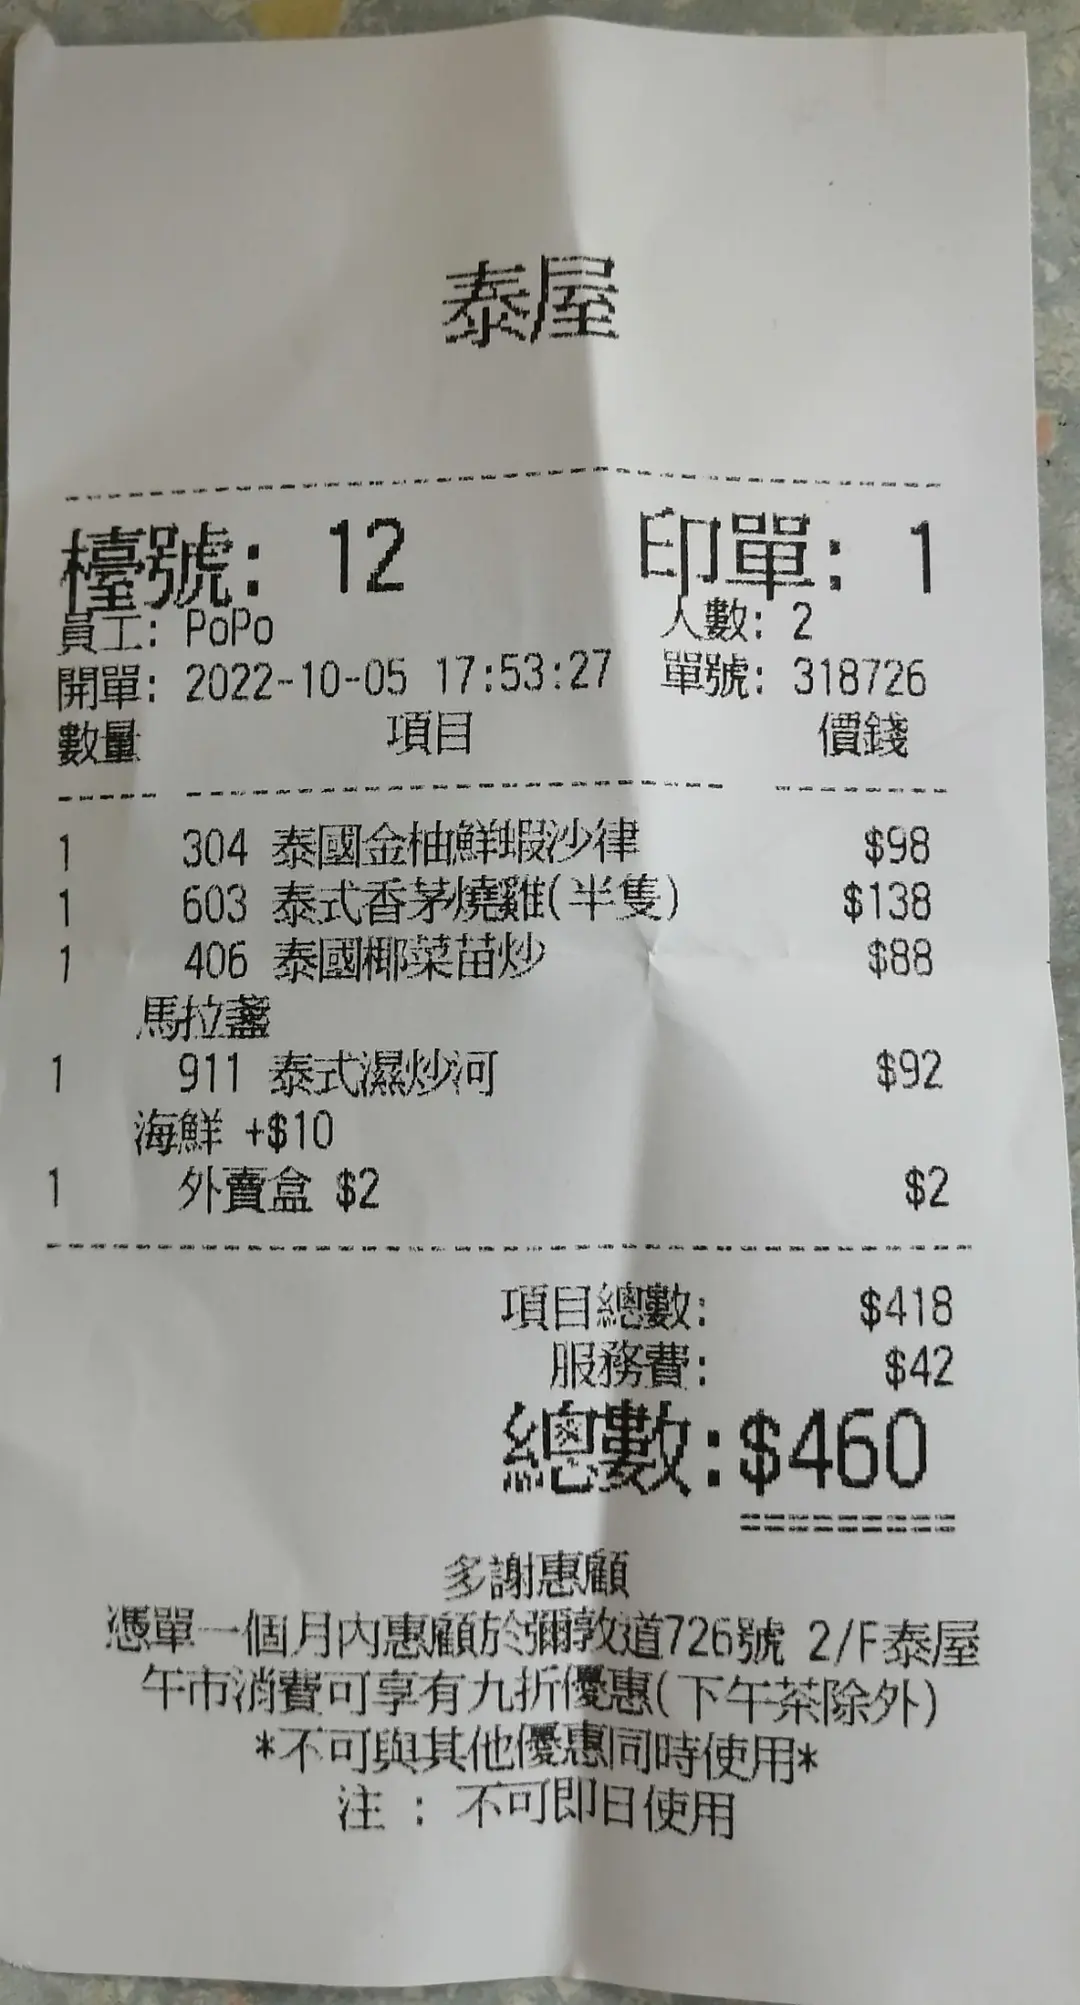 泰屋
檯號: 12 印單: 1
員工: PoPo 人數: 2
開單: 2022-10-05 17:53:27 單號: 318726
數量 項目 價錢
1 304 泰國金柚鮮蝦沙律 $98
1 603 泰式香茅燒雞(半隻) $138
1 406 泰國椰菜苗炒 $88
馬拉盞
1 911 泰式濕炒河 $92
海鮮 +$10
1 外賣盒 $2 $2
項目總數: $418
服務費: $42
總數:$460
多謝惠顧
憑單一個月內惠顧於彌敦道726號 2/F泰屋
午市消費可享有九折優惠(下午茶除外)
*不可與其他優惠同時使用*
注 : 不可即日使用